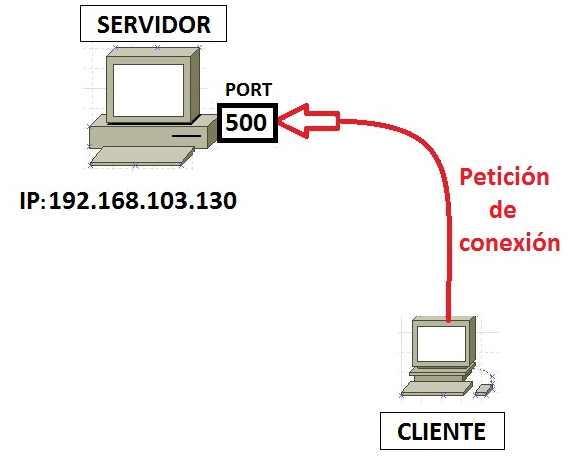 SERVIDOR
PORT
500
IP:192.168.103.130
Petición
de
conexión
CLIENTE